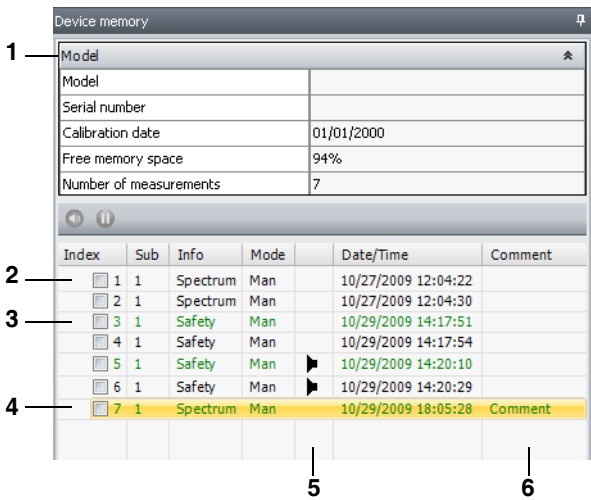 Device memory
1 Model
Model
Serial number
Calibration date 01/01/2000
Free memory space 94%
Number of measurements 7
Index Sub Info Mode Date/Time Comment
2 1 1 Spectrum Man 10/27/2009 12:04:22
2 1 Spectrum Man 10/27/2009 12:04:30
3 3 1 Safety Man 10/29/2009 14:17:51
4 1 Safety Man 10/29/2009 14:17:54
5 1 Safety Man 10/29/2009 14:20:10
6 1 Safety Man 10/29/2009 14:20:29
4 7 1 Spectrum Man 10/29/2009 18:05:28 Comment
5 6